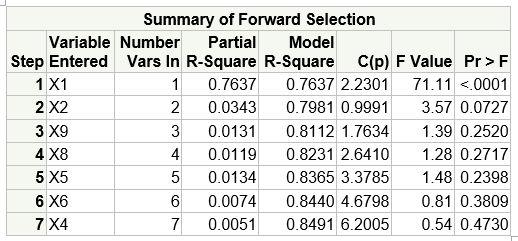 Summary of Forward Selection
Step Variable Entered Number Vars In Partial R-Square Model R-Square C(p) F Value Pr > F
1 X1 1 0.7637 0.7637 2.2301 71.11 <.0001
2 X2 2 0.0343 0.7981 0.9991 3.57 0.0727
3 X9 3 0.0131 0.8112 1.7634 1.39 0.2520
4 X8 4 0.0119 0.8231 2.6410 1.28 0.2717
5 X5 5 0.0134 0.8365 3.3785 1.48 0.2398
6 X6 6 0.0074 0.8440 4.6798 0.81 0.3809
7 X4 7 0.0051 0.8491 6.2005 0.54 0.4730